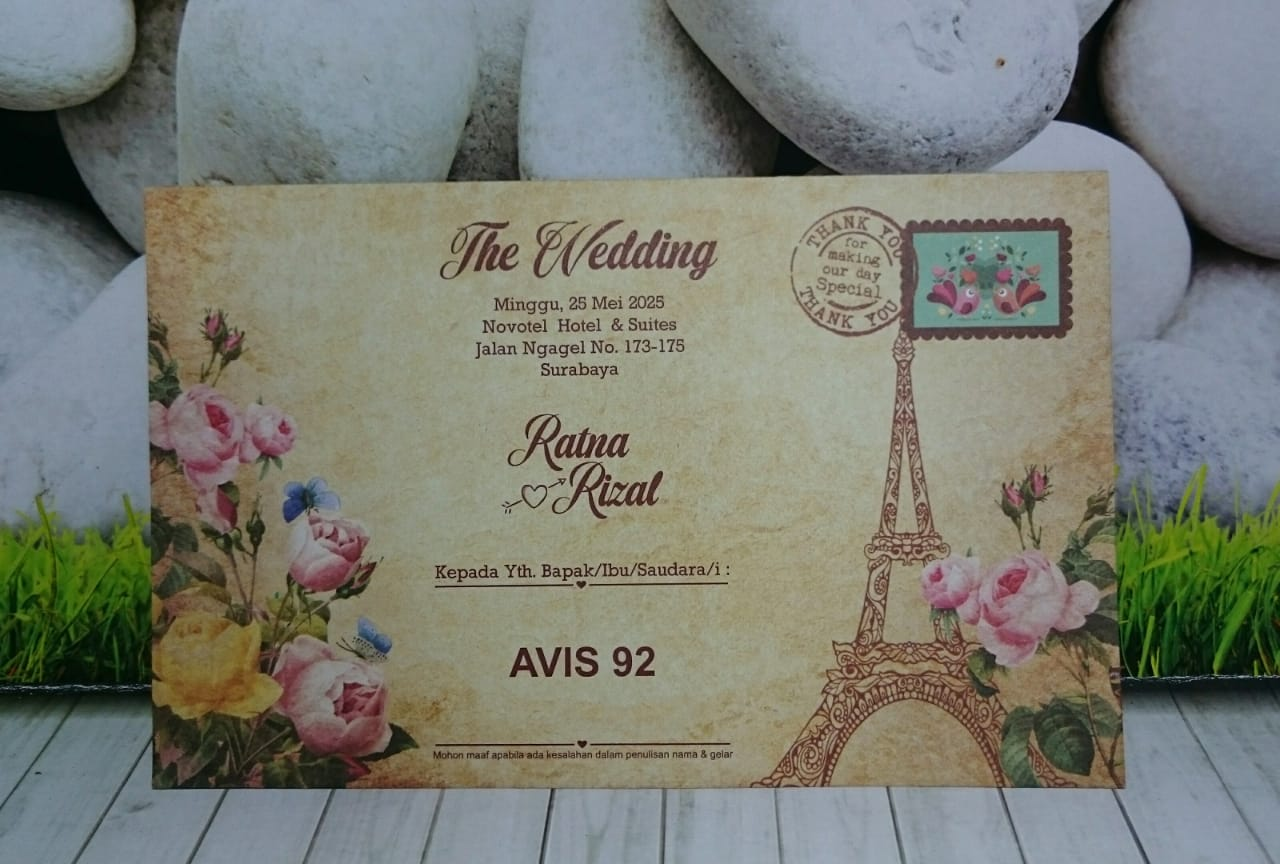 The Wedding
Minggu, 25 Mei 2025
Novotel Hotel & Suites
Jalan Ngagel No. 173-175
Surabaya
THANK YOU
for
making
our day
Special
THANK YOU
Ratna
Rizal
Kepada Yth. Bapak/Ibu/Saudara/i :
AVIS 92
Mohon maaf apabila ada kesalahan dalam penulisan nama & gelar